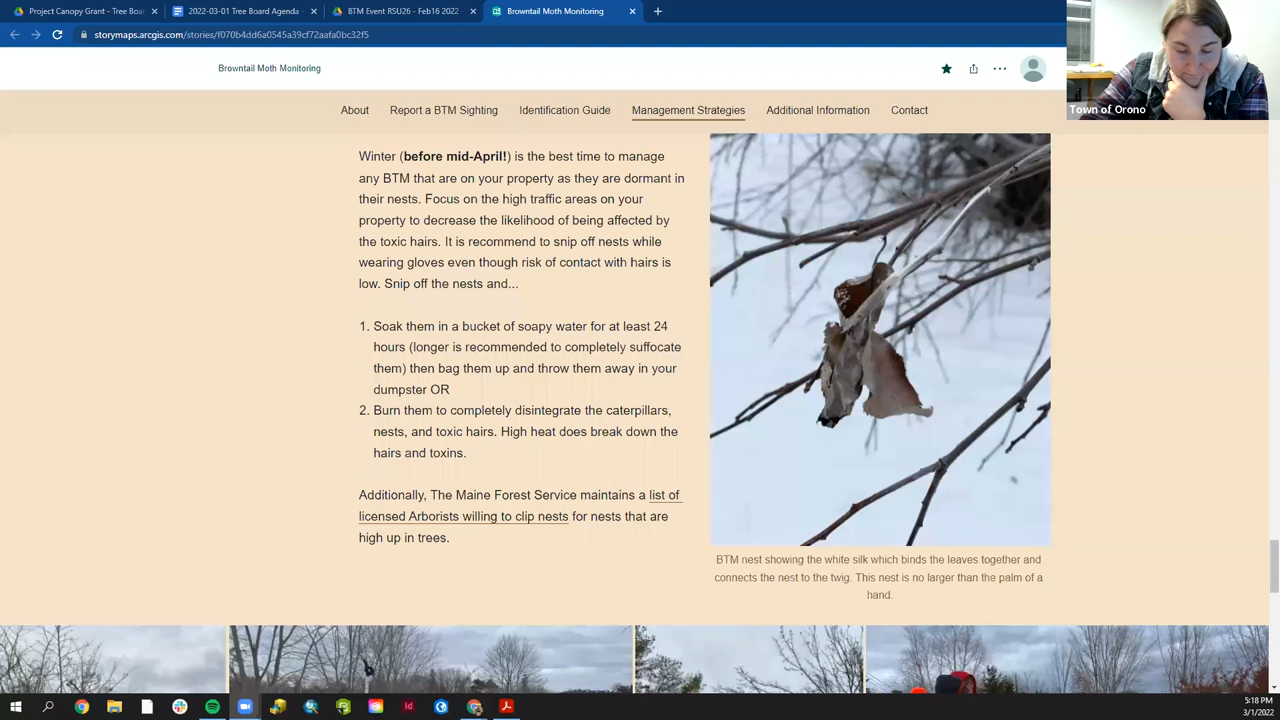 Project Canopy Grant - Tree Boa
2022-03-01 Tree Board Agenda -
BTM Event RSU26 - Feb16 2022
Browntail Moth Monitoring
storymaps.arcgis.com/stories/f070b4dd6a0545a39cf72aafa0bc32f5
Town of Orono
Browntail Moth Monitoring
About
Report a BTM Sighting
Identification Guide
Management Strategies
Additional Information
Contact
Winter (before mid-April!) is the best time to manage
any BTM that are on your property as they are dormant in
their nests. Focus on the high traffic areas on your
property to decrease the likelihood of being affected by
the toxic hairs. It is recommend to snip off nests while
wearing gloves even though risk of contact with hairs is
low. Snip off the nests and...
1. Soak them in a bucket of soapy water for at least 24
hours (longer is recommended to completely suffocate
them) then bag them up and throw them away in your
dumpster OR
2. Burn them to completely disintegrate the caterpillars,
nests, and toxic hairs. High heat does break down the
hairs and toxins.
Additionally, The Maine Forest Service maintains a list of
licensed Arborists willing to clip nests for nests that are
high up in trees.
BTM nest showing the white silk which binds the leaves together and
connects the nest to the twig. This nest is no larger than the palm of a
hand.
Id
5:18 PM
3/1/2022